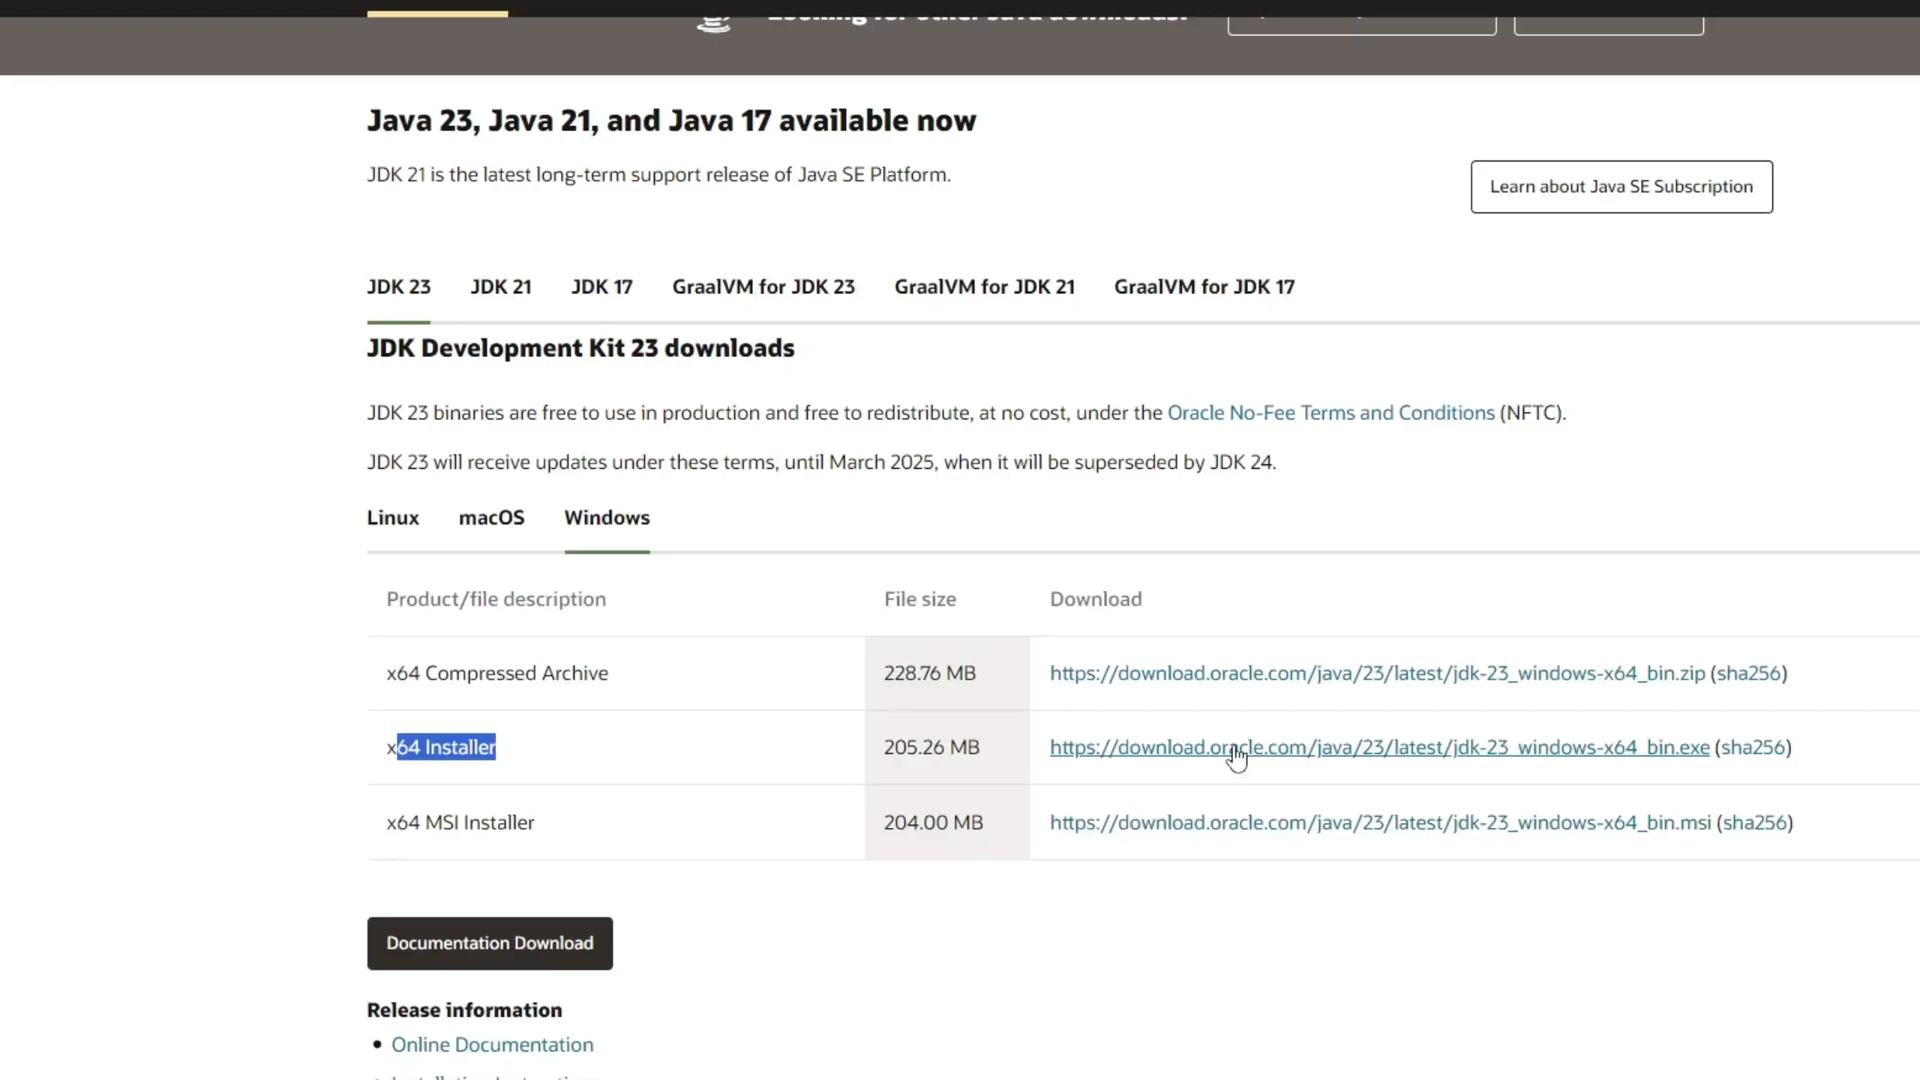 Looking for other Java downloads?
Java 23, Java 21, and Java 17 available now
JDK 21 is the latest long-term support release of Java SE Platform.
Learn about Java SE Subscription
JDK 23 JDK 21 JDK 17 GraalVM for JDK 23 GraalVM for JDK 21 GraalVM for JDK 17
JDK Development Kit 23 downloads
JDK 23 binaries are free to use in production and free to redistribute, at no cost, under the Oracle No-Fee Terms and Conditions (NFTC).
JDK 23 will receive updates under these terms, until March 2025, when it will be superseded by JDK 24.
Linux macOS Windows
Product/file description File size Download
x64 Compressed Archive 228.76 MB https://download.oracle.com/java/23/latest/jdk-23_windows-x64_bin.zip (sha256)
x64 Installer 205.26 MB https://download.oracle.com/java/23/latest/jdk-23_windows-x64_bin.exe (sha256)
x64 MSI Installer 204.00 MB https://download.oracle.com/java/23/latest/jdk-23_windows-x64_bin.msi (sha256)
Documentation Download
Release information
• Online Documentation